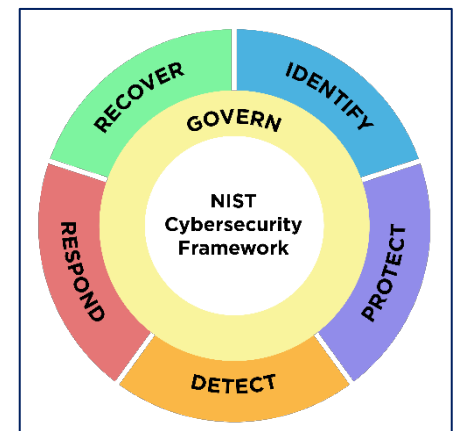 RECOVER
IDENTIFY
GOVERN
NIST
Cybersecurity
Framework
RESPOND
PROTECT
DETECT